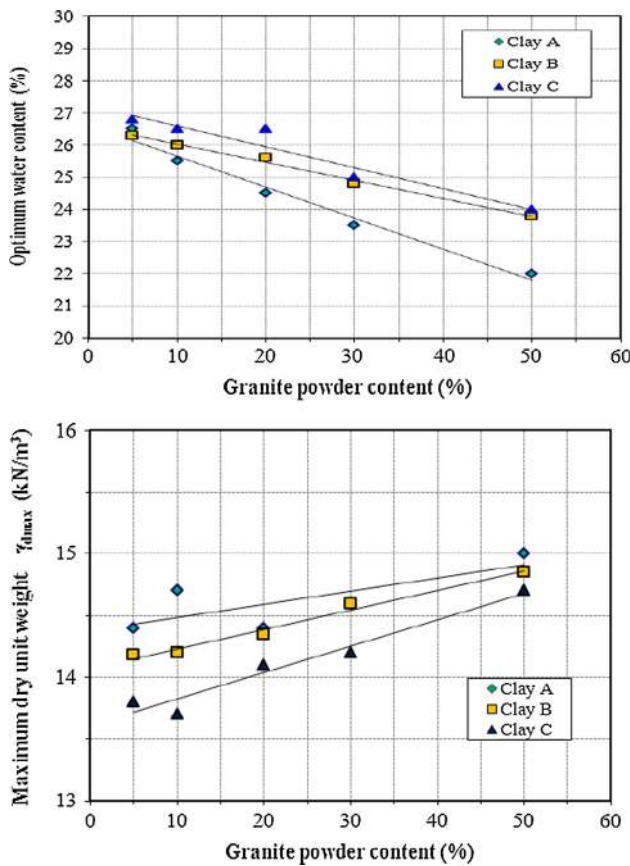 30
29
28
27
26
25
24
23
22
21
20
Optimum water content (%)
Clay A
Clay B
Clay C
0 10 20 30 40 50 60
Granite powder content (%)
16
15
14
13
Maximum dry unit weight γdmax (kN/m³)
Clay A
Clay B
Clay C
0 10 20 30 40 50 60
Granite powder content (%)